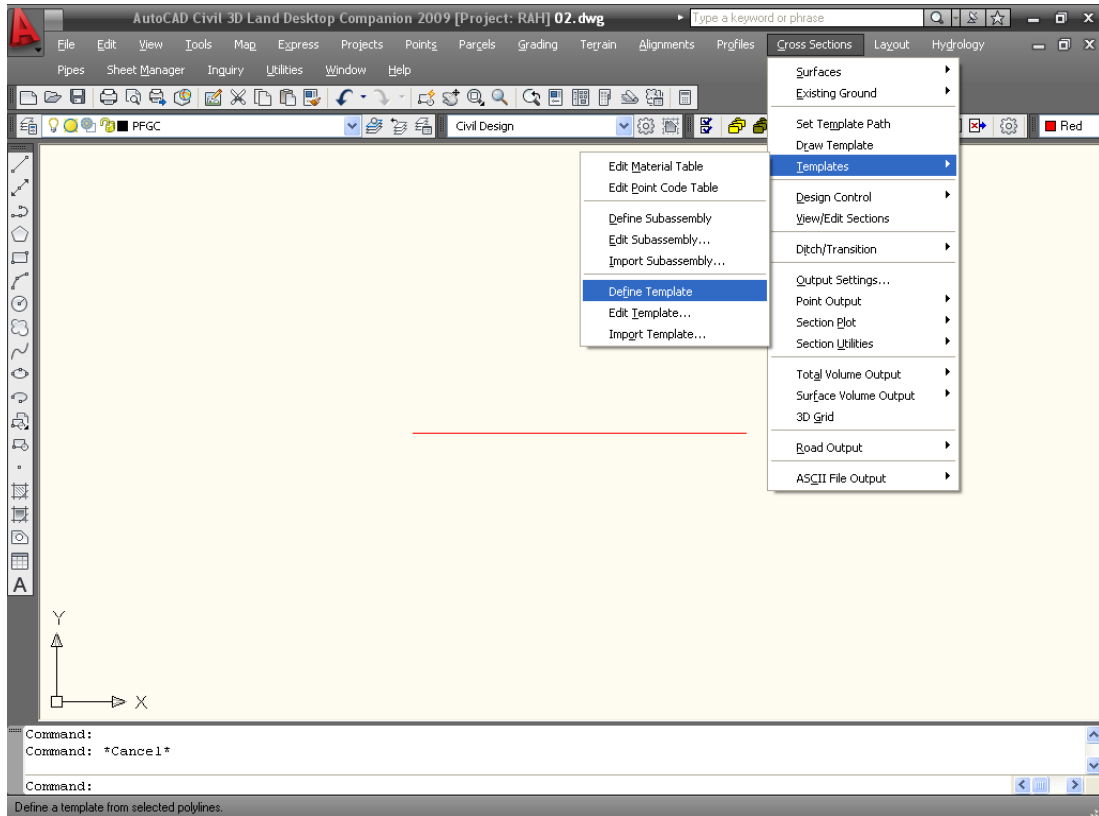 AutoCAD Civil 3D Land Desktop Companion 2009 [Project: RAH] 02.dwg
Type a keyword or phrase
File Edit View Tools Map Express Projects Points Parcels Grading Terrain Alignments Profiles Cross Sections Layout Hydrology
Pipes Sheet Manager Inquiry Utilities Window Help
PFGC
Civil Design
Red
Surfaces
Existing Ground
Set Template Path
Draw Template
Templates
Design Control
View/Edit Sections
Ditch/Transition
Output Settings...
Point Output
Section Plot
Section Utilities
Total Volume Output
Surface Volume Output
3D Grid
Road Output
ASCII File Output
Edit Material Table
Edit Point Code Table
Define Subassembly
Edit Subassembly...
Import Subassembly...
Define Template
Edit Template...
Import Template...
A
Y
X
Command:
Command: *Cancel*
Command:
Define a template from selected polylines.